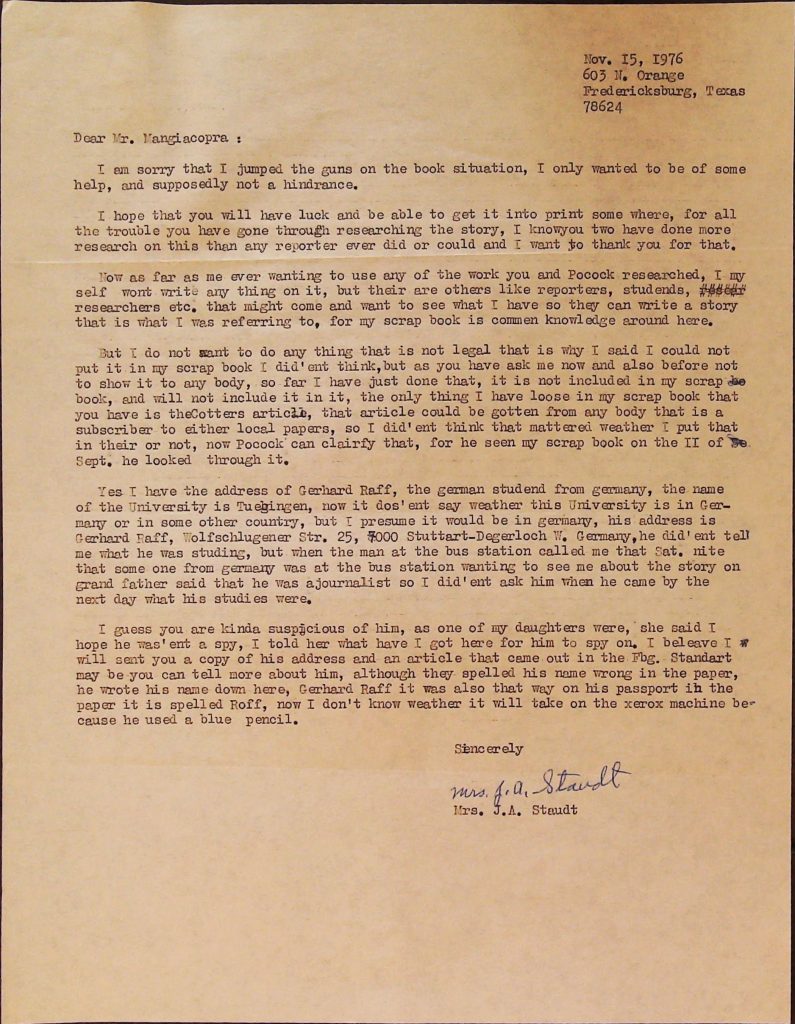 Nov. 15, 1976
603 N. Orange
Fredericksburg, Texas
78624
Dear Mr. Mangiacopra :
I am sorry that I jumped the guns on the book situation, I only wanted to be of some
help, and supposedly not a hindrance.
I hope that you will have luck and be able to get it into print some where, for all
the trouble you have gone through researching the story, I knowyou two have done more
research on this than any reporter ever did or could and I want to thank you for that.
Now as far as me ever wanting to use any of the work you and Pocock researched, I my
self wont write any thing on it, but their are others like reporters, studends,
researchers etc. that might come and want to see what I have so they can write a story
that is what I was referring to, for my scrap book is commen knowledge around here.
But I do not want to do any thing that is not legal that is why I said I could not
put it in my scrap book I did'ent think,but as you have ask me now and also before not
to show it to any body, so far I have just done that, it is not included in my scrap
book, and will not include it in it, the only thing I have loose in my scrap book that
you have is theCotters article, that article could be gotten from any body that is a
subscriber to either local papers, so I did'ent think that mattered weather I put that
in their or not, now Pocock can clairfy that, for he seen my scrap book on the II of
Sept. he looked through it.
Yes I have the address of Gerhard Raff, the german studend from germany, the name
of the University is Tuebingen, now it dos'ent say weather this University is in Ger-
many or in some other country, but I presume it would be in germany, his address is
Gerhard Raff, Wolfschlugener Str. 25, 7000 Stuttart-Degerloch W. Germany,he did'ent tell
me what he was studing, but when the man at the bus station called me that Sat. nite
that some one from germany was at the bus station wanting to see me about the story on
grand father said that he was ajournalist so I did'ent ask him when he came by the
next day what his studies were.
I guess you are kinda suspicious of him, as one of my daughters were, she said I
hope he was'ent a spy, I told her what have I got here for him to spy on. I beleave I
will sent you a copy of his address and an article that came out in the Fbg. Standart
may be you can tell more about him, although they spelled his name wrong in the paper,
he wrote his name down here, Gerhard Raff it was also that way on his passport in the
paper it is spelled Roff, now I don't know weather it will take on the xerox machine be-
cause he used a blue pencil.
Sincerely
Mrs. J.A. Staudt
Mrs. J.A. Staudt